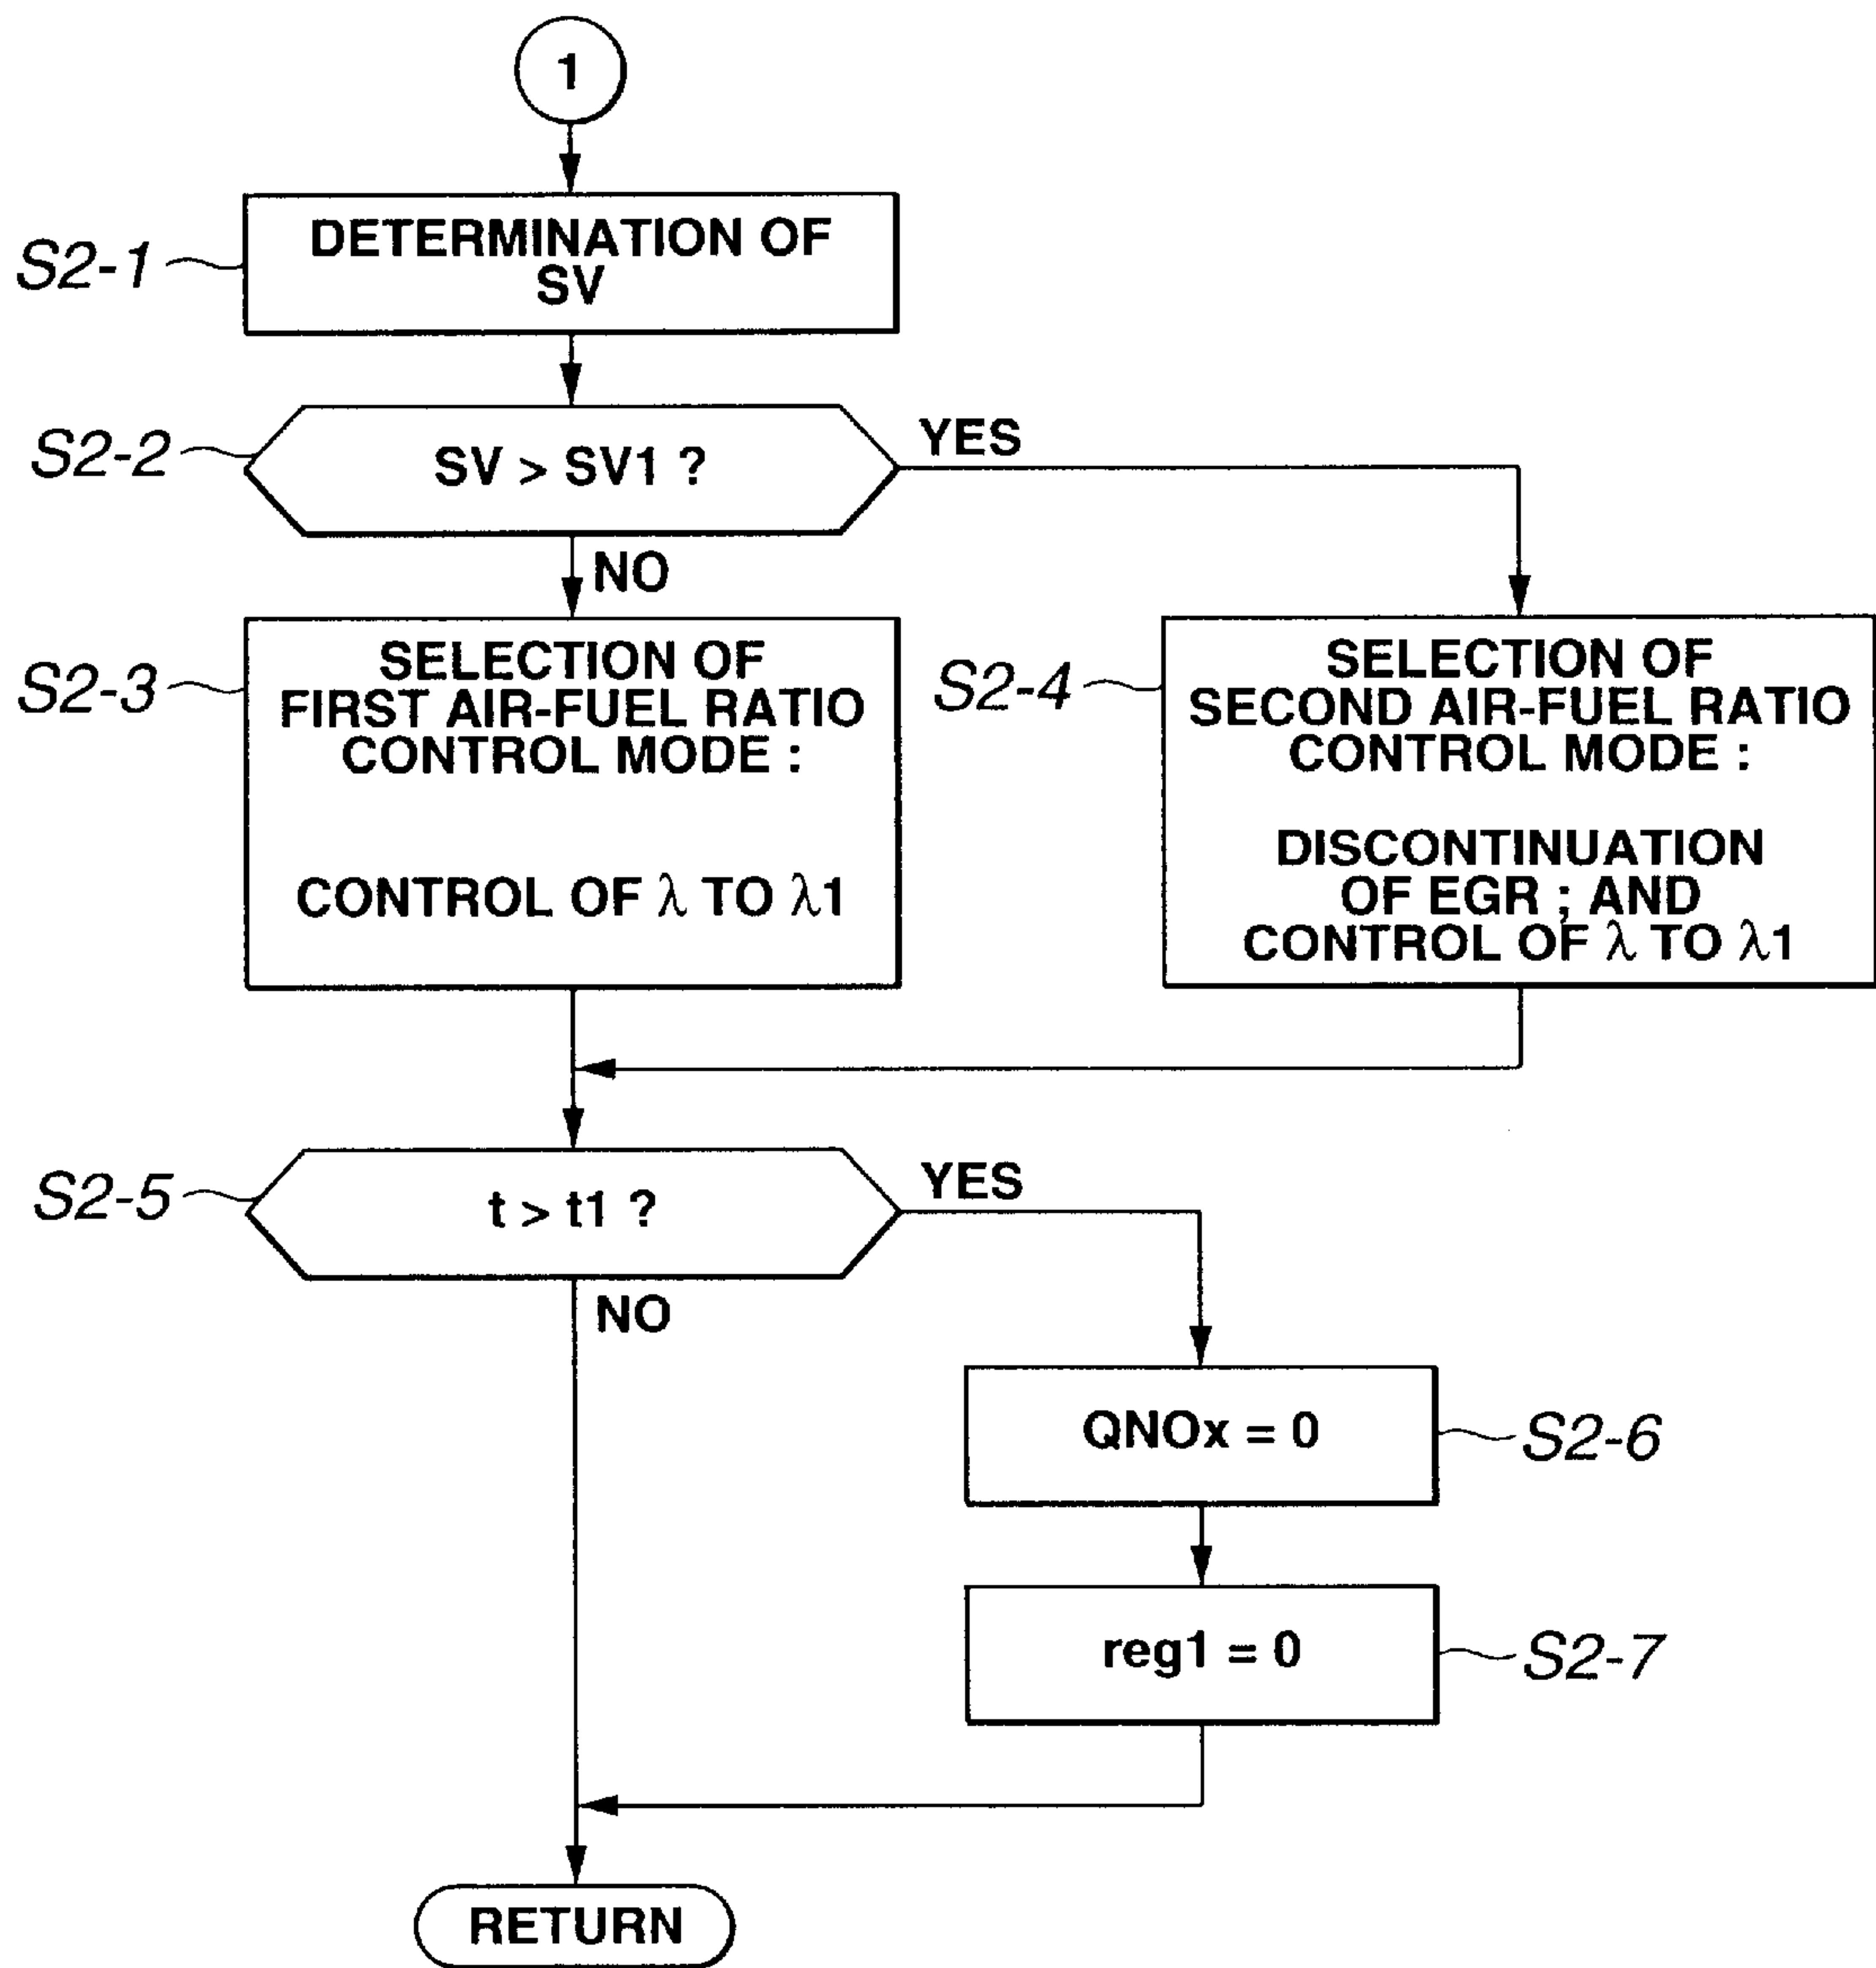 1
S2-1
DETERMINATION OF
SV
S2-2
SV > SV1 ?
YES
NO
S2-3
SELECTION OF
FIRST AIR-FUEL RATIO
CONTROL MODE :
CONTROL OF λ TO λ1
S2-4
SELECTION OF
SECOND AIR-FUEL RATIO
CONTROL MODE :
DISCONTINUATION
OF EGR ; AND
CONTROL OF λ TO λ1
S2-5
t > t1 ?
YES
NO
QNOx = 0
S2-6
reg1 = 0
S2-7
RETURN